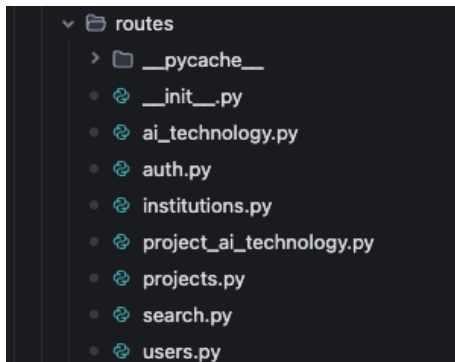 routes
__pycache__
__init__.py
ai_technology.py
auth.py
institutions.py
project_ai_technology.py
projects.py
search.py
users.py